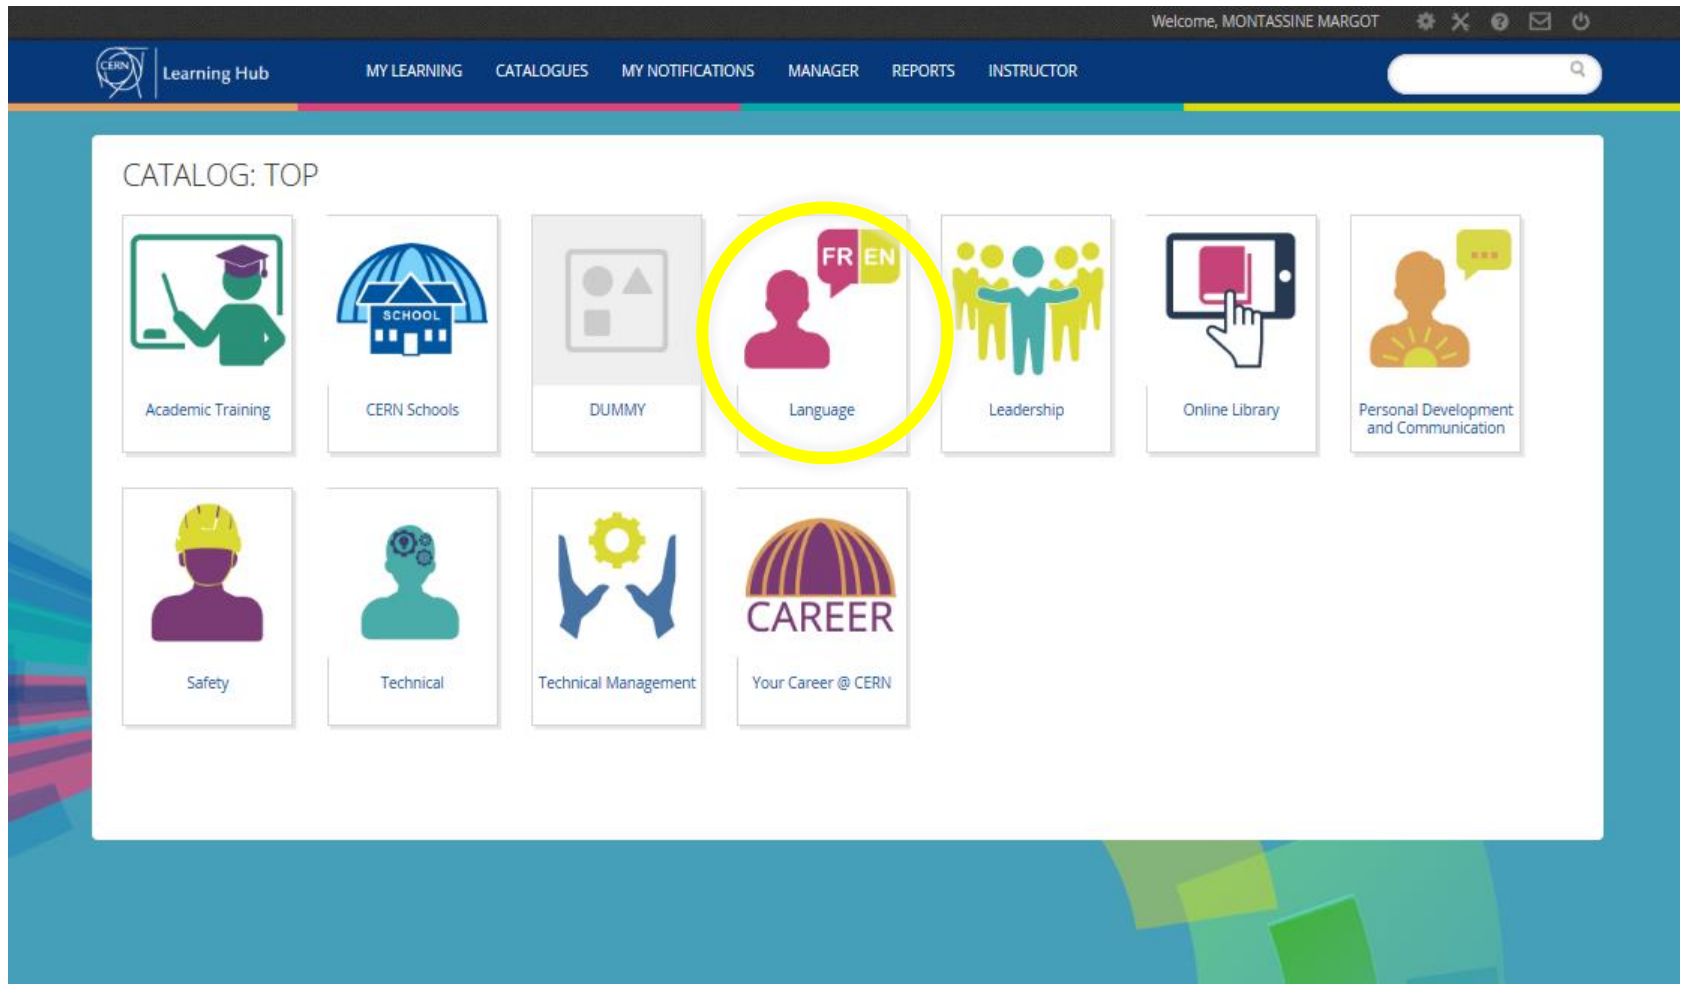 Welcome, MONTASSINE MARGOT
CERN
Learning Hub
MY LEARNING CATALOGUES MY NOTIFICATIONS MANAGER REPORTS INSTRUCTOR
CATALOG: TOP
SCHOOL
FR EN
Academic Training
CERN Schools
DUMMY
Language
Leadership
Online Library
Personal Development
and Communication
CAREER
Safety
Technical
Technical Management
Your Career @ CERN